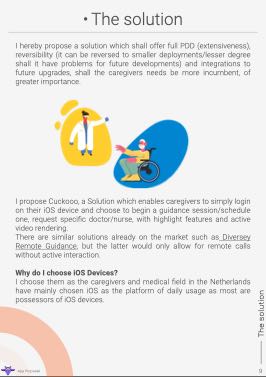 • The solution
I hereby propose a solution which shall offer full PDD (extensiveness),
reversibility (it can be reversed to smaller deployments/lesser degree
shall it have problems for future developments) and integrations to
future upgrades, shall the caregivers needs be more incumbent, of
greater importance.
I propose Cuckooo, a Solution which enables caregivers to simply login
on their iOS device and choose to begin a guidance session/schedule
one, request specific doctor/nurse, with highlight features and active
video rendering.
There are similar solutions already on the market such as Diversey
Remote Guidance, but the latter would only allow for remote calls
without active interaction.
Why do I choose iOS Devices?
I choose them as the caregivers and medical field in the Netherlands
have mainly chosen iOS as the platform of daily usage as most are
possessors of iOS devices.
The solution
App Proposal
9